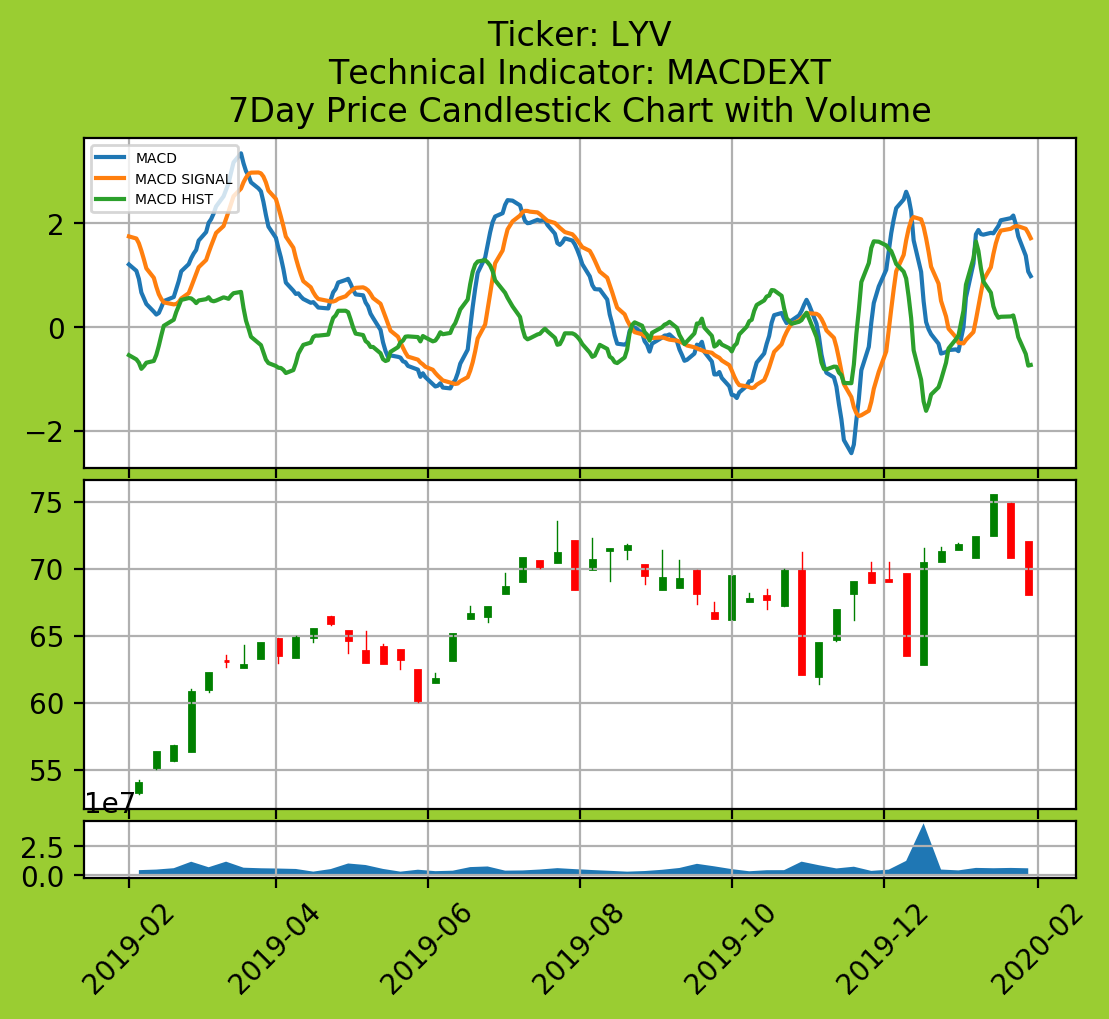 Ticker: LYV
Technical Indicator: MACDEXT
7Day Price Candlestick Chart with Volume
MACD
MACD SIGNAL
MACD HIST
2
0
−2
75
70
65
60
55
1e7
2.5
0.0
2019-02
2019-04
2019-06
2019-08
2019-10
2019-12
2020-02